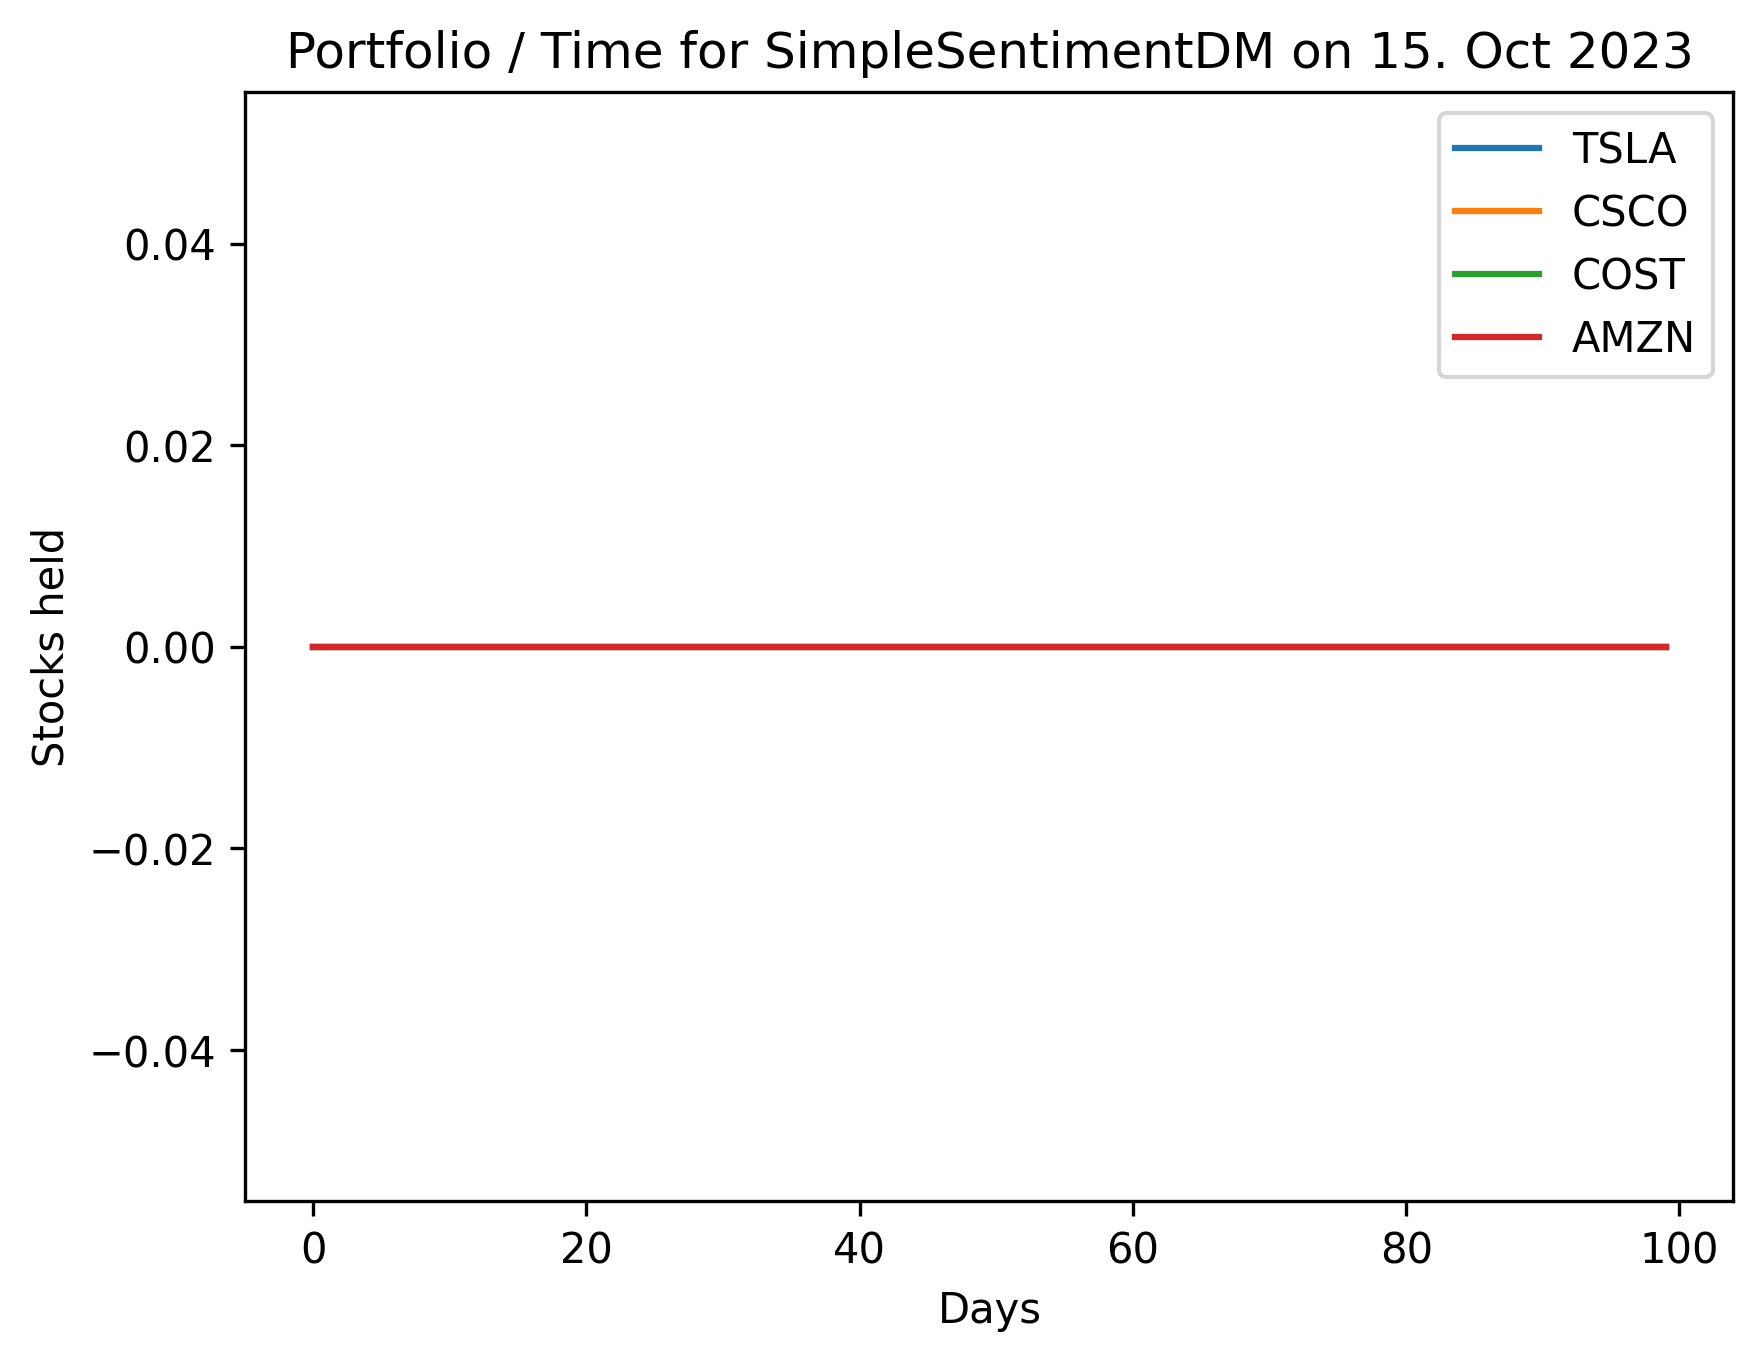 Portfolio / Time for SimpleSentimentDM on 15. Oct 2023
TSLA
CSCO
COST
AMZN
0.04
0.02
0.00
−0.02
−0.04
Stocks held
0 20 40 60 80 100
Days